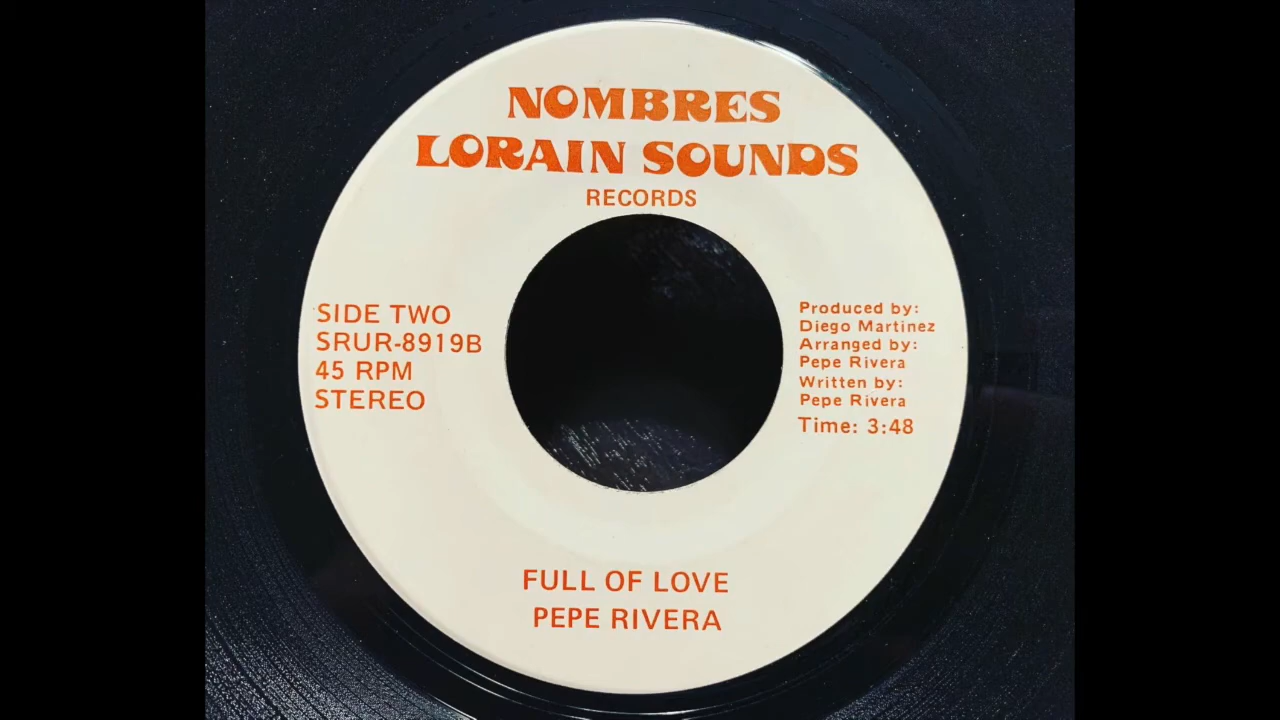 NOMBRES
LORAIN SOUNDS
RECORDS
SIDE TWO
SRUR-8919B
45 RPM
STEREO
Produced by:
Diego Martinez
Arranged by:
Pepe Rivera
Written by:
Pepe Rivera
Time: 3:48
FULL OF LOVE
PEPE RIVERA